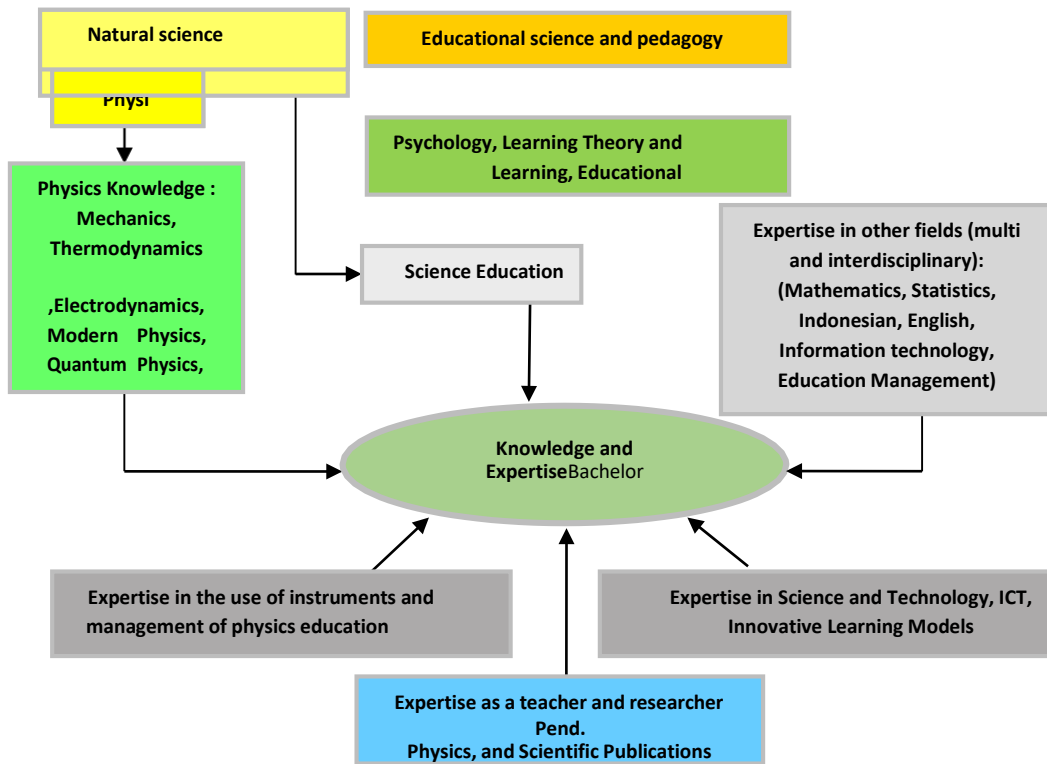 Natural science
Educational science and pedagogy
Physi
Psychology, Learning Theory and
Learning, Educational
Physics Knowledge :
Mechanics,
Thermodynamics
,Electrodynamics,
Modern Physics,
Quantum Physics,
Science Education
Expertise in other fields (multi
and interdisciplinary):
(Mathematics, Statistics,
Indonesian, English,
Information technology,
Education Management)
Knowledge and
ExpertiseBachelor
Expertise in the use of instruments and
management of physics education
Expertise in Science and Technology, ICT,
Innovative Learning Models
Expertise as a teacher and researcher
Pend.
Physics, and Scientific Publications